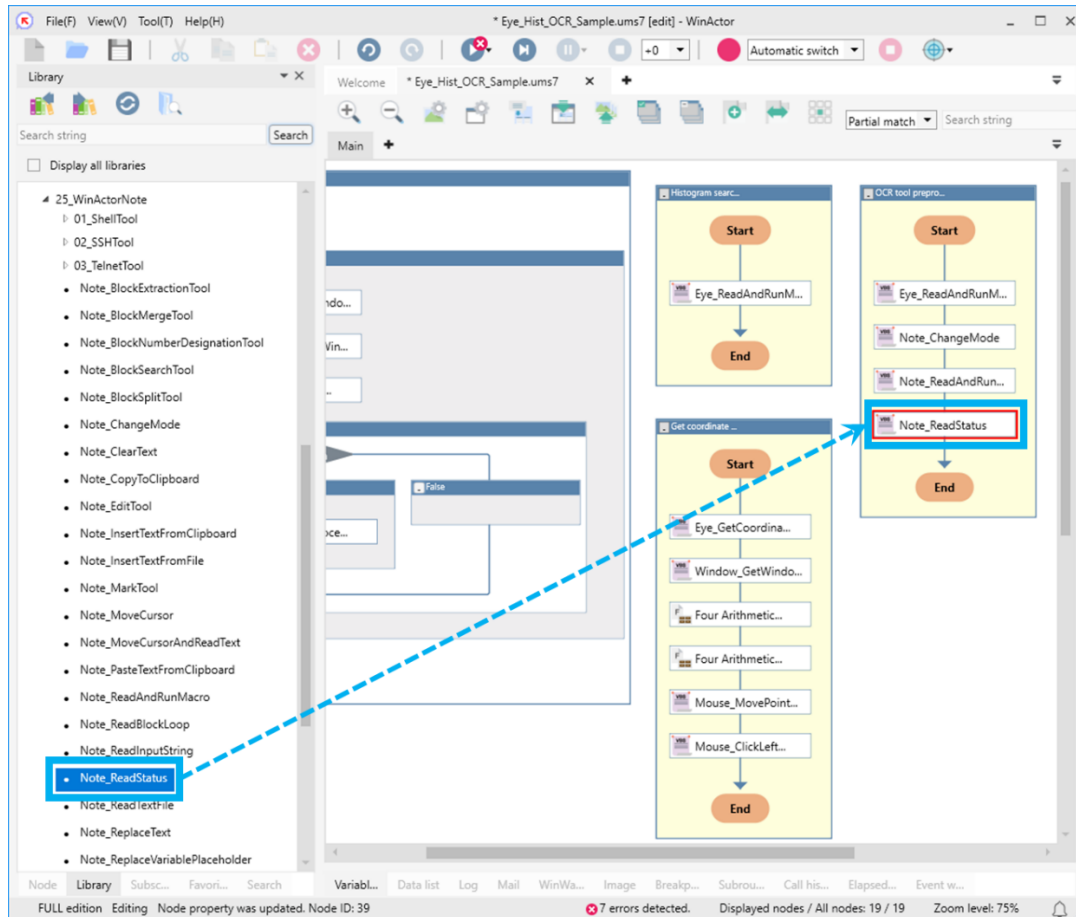 File(F) View(V) Tool(T) Help(H) * Eye_Hist_OCR_Sample.ums7 [edit] - WinActor
+0 Automatic switch
Library
Search string Search
Display all libraries
25_WinActorNote
01_ShellTool
02_SSHTool
03_TelnetTool
Note_BlockExtractionTool
Note_BlockMergeTool
Note_BlockNumberDesignationTool
Note_BlockSearchTool
Note_BlockSplitTool
Note_ChangeMode
Note_ClearText
Note_CopyToClipboard
Note_EditTool
Note_InsertTextFromClipboard
Note_InsertTextFromFile
Note_MarkTool
Note_MoveCursor
Note_MoveCursorAndReadText
Note_PasteTextFromClipboard
Note_ReadAndRunMacro
Note_ReadBlockLoop
Note_ReadInputString
Note_ReadStatus
Note_ReadTextFile
Note_ReplaceText
Note_ReplaceVariablePlaceholder
Node Library Subsc... Favori... Search
Welcome * Eye_Hist_OCR_Sample.ums7
Partial match Search string
Main
ndo...
Vin...
...
False
oce...
Histogram searc...
Start
Eye_ReadAndRunM...
End
Get coordinate ...
Start
Eye_GetCoordina...
Window_GetWindo...
Four Arithmetic...
Four Arithmetic...
Mouse_MovePoint...
Mouse_ClickLeft...
End
OCR tool prepro...
Start
Eye_ReadAndRunM...
Note_ChangeMode
Note_ReadAndRun...
Note_ReadStatus
End
Variabl... Data list Log Mail WinWa... Image Breakp... Subrou... Call his... Elapsed... Event w...
FULL edition Editing Node property was updated. Node ID: 39 7 errors detected. Displayed nodes / All nodes: 19 / 19 Zoom level: 75%